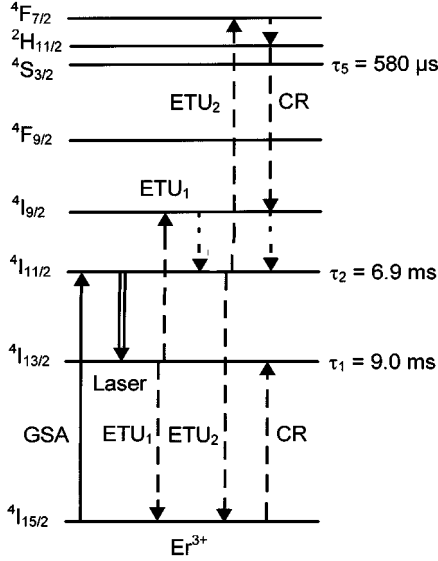 ⁴F₇/₂
²H₁₁/₂
⁴S₃/₂ τ₅ = 580 μs
ETU₂ CR
⁴F₉/₂
ETU₁
⁴I₉/₂
⁴I₁₁/₂ τ₂ = 6.9 ms
⁴I₁₃/₂ τ₁ = 9.0 ms
Laser
GSA ETU₁ ETU₂ CR
⁴I₁₅/₂
Er³⁺